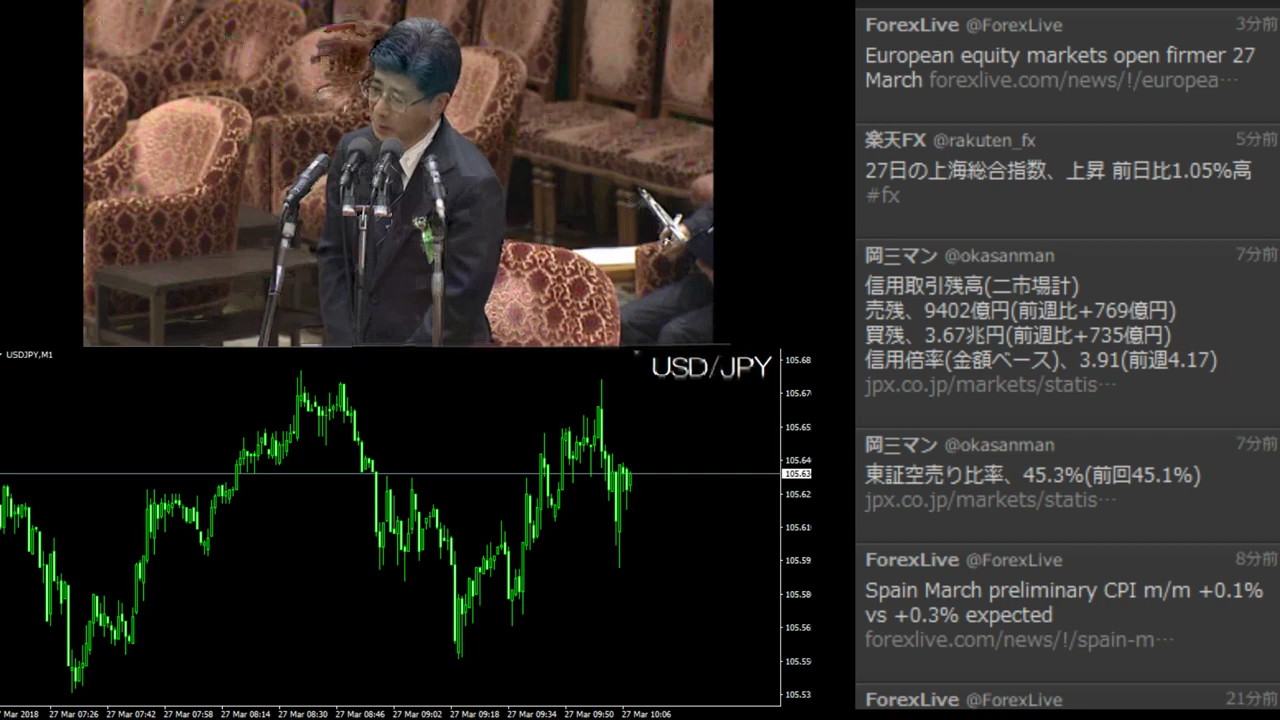 ForexLive @ForexLive 3分前
European equity markets open firmer 27
March forexlive.com/news/!/europea…
楽天FX @rakuten_fx 5分前
27日の上海総合指数、上昇 前日比1.05%高
#fx
岡三マン @okasanman 7分前
信用取引残高(二市場計)
売残、9402億円(前週比+769億円)
買残、3.67兆円(前週比+735億円)
信用倍率(金額ベース)、3.91(前週4.17)
jpx.co.jp/markets/statis…
岡三マン @okasanman 7分前
東証空売り比率、45.3%(前回45.1%)
jpx.co.jp/markets/statis…
ForexLive @ForexLive 8分前
Spain March preliminary CPI m/m +0.1%
vs +0.3% expected
forexlive.com/news/!/spain-m…
ForexLive @ForexLive 21分前
USDJPY,M1
USD/JPY
105.68
105.67
105.65
105.64
105.63
105.62
105.61
105.59
105.58
105.56
105.55
105.53
Mar 2018 27 Mar 07:26 27 Mar 07:42 27 Mar 07:58 27 Mar 08:14 27 Mar 08:30 27 Mar 08:46 27 Mar 09:02 27 Mar 09:18 27 Mar 09:34 27 Mar 09:50 27 Mar 10:06